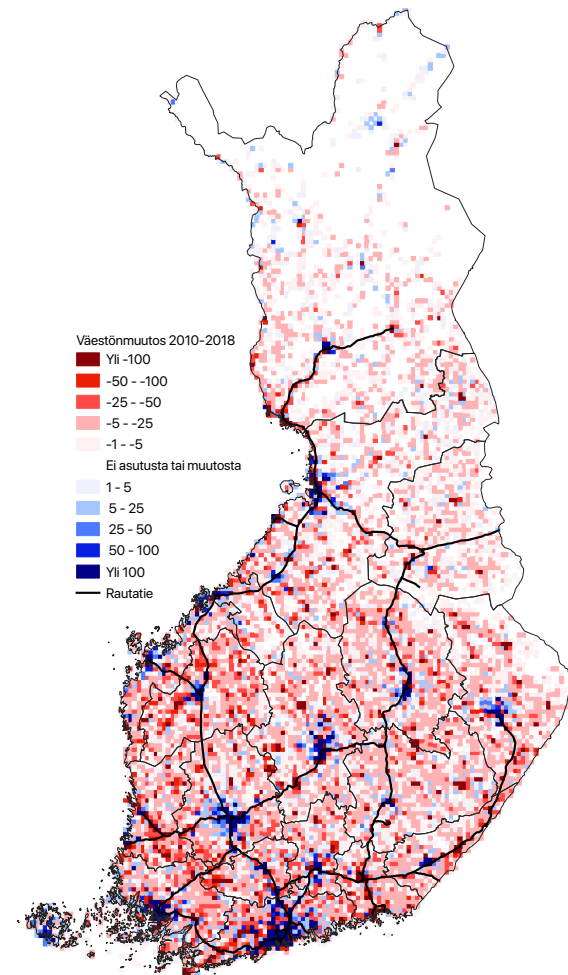 Väestönmuutos 2010-2018
Yli -100
-50 - -100
-25 - -50
-5 - -25
-1 - -5
Ei asutusta tai muutosta
1 - 5
5 - 25
25 - 50
50 - 100
Yli 100
Rautatie